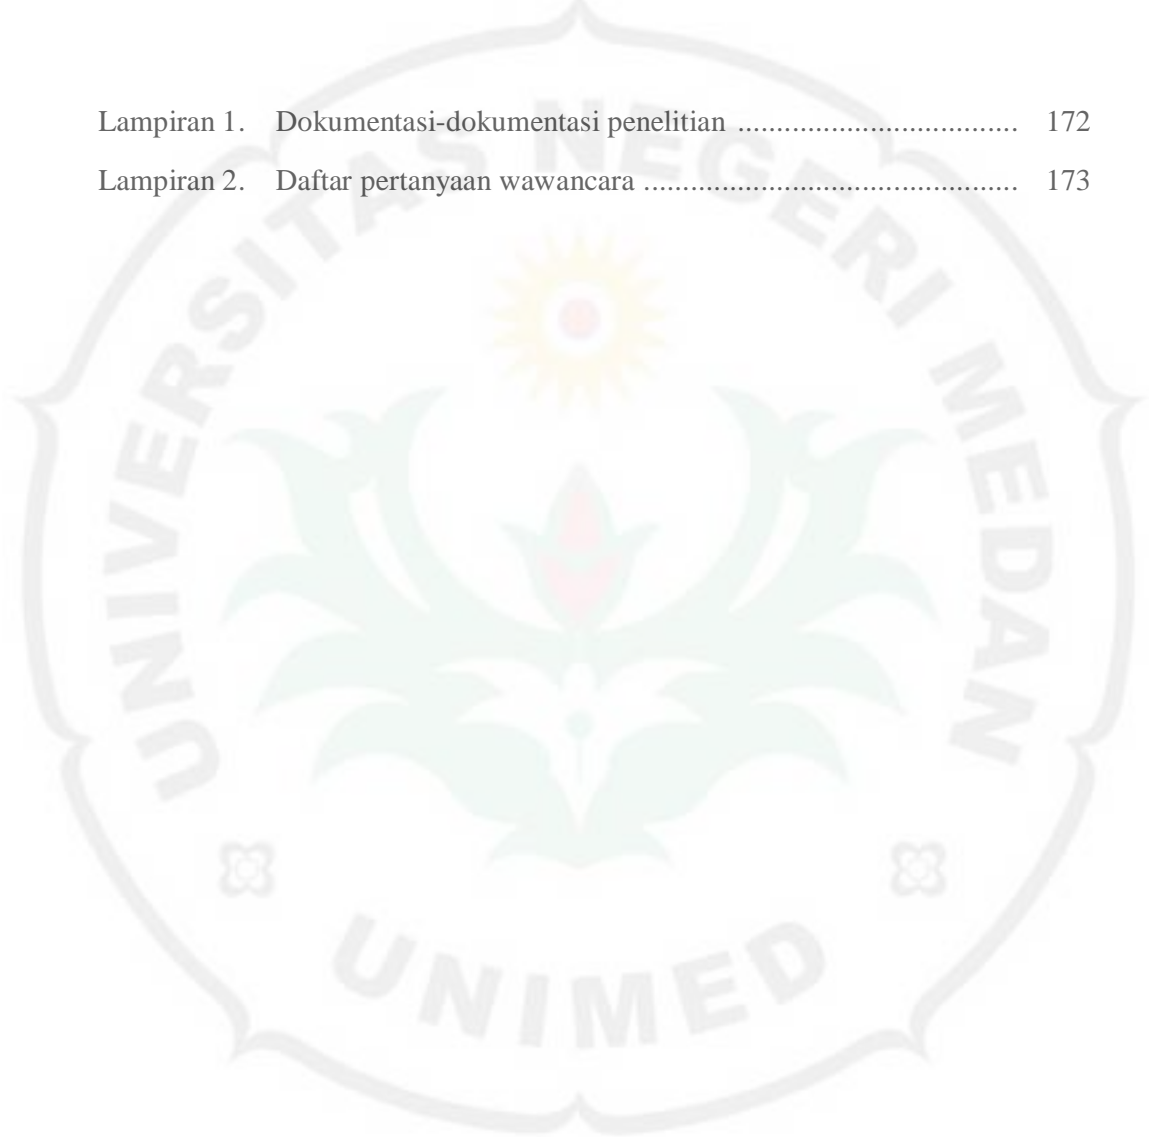 Lampiran 1. Dokumentasi-dokumentasi penelitian .................................... 172
Lampiran 2. Daftar pertanyaan wawancara ................................................ 173
UNIVERSITAS NEGERI MEDAN
UNIMED